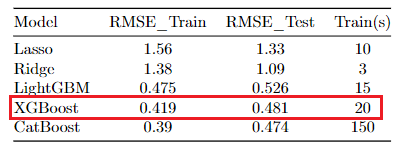 Model RMSE_Train RMSE_Test Train(s)
Lasso 1.56 1.33 10
Ridge 1.38 1.09 3
LightGBM 0.475 0.526 15
XGBoost 0.419 0.481 20
CatBoost 0.39 0.474 150